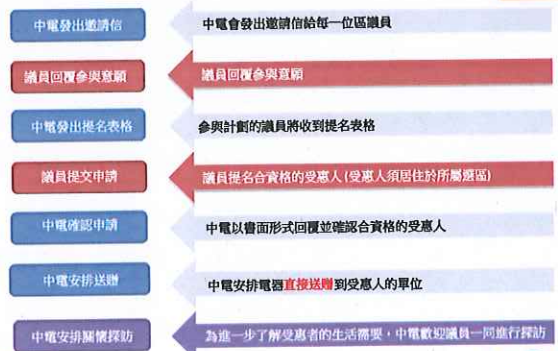 中電發出邀請信
中電會發出邀請信給每一位區議員
議員回覆參與意願
議員回覆參與意願
中電發出提名表格
參與計劃的議員將收到提名表格
議員提交申請
議員提名合資格的受惠人(受惠人須居住於所屬選區)
中電確認申請
中電以書面形式回覆並確認合資格的受惠人
中電安排送贈
中電安排電器直接送贈到受惠人的單位
中電安排關懷探訪
為進一步了解受惠者的生活需要，中電歡迎議員一同進行探訪